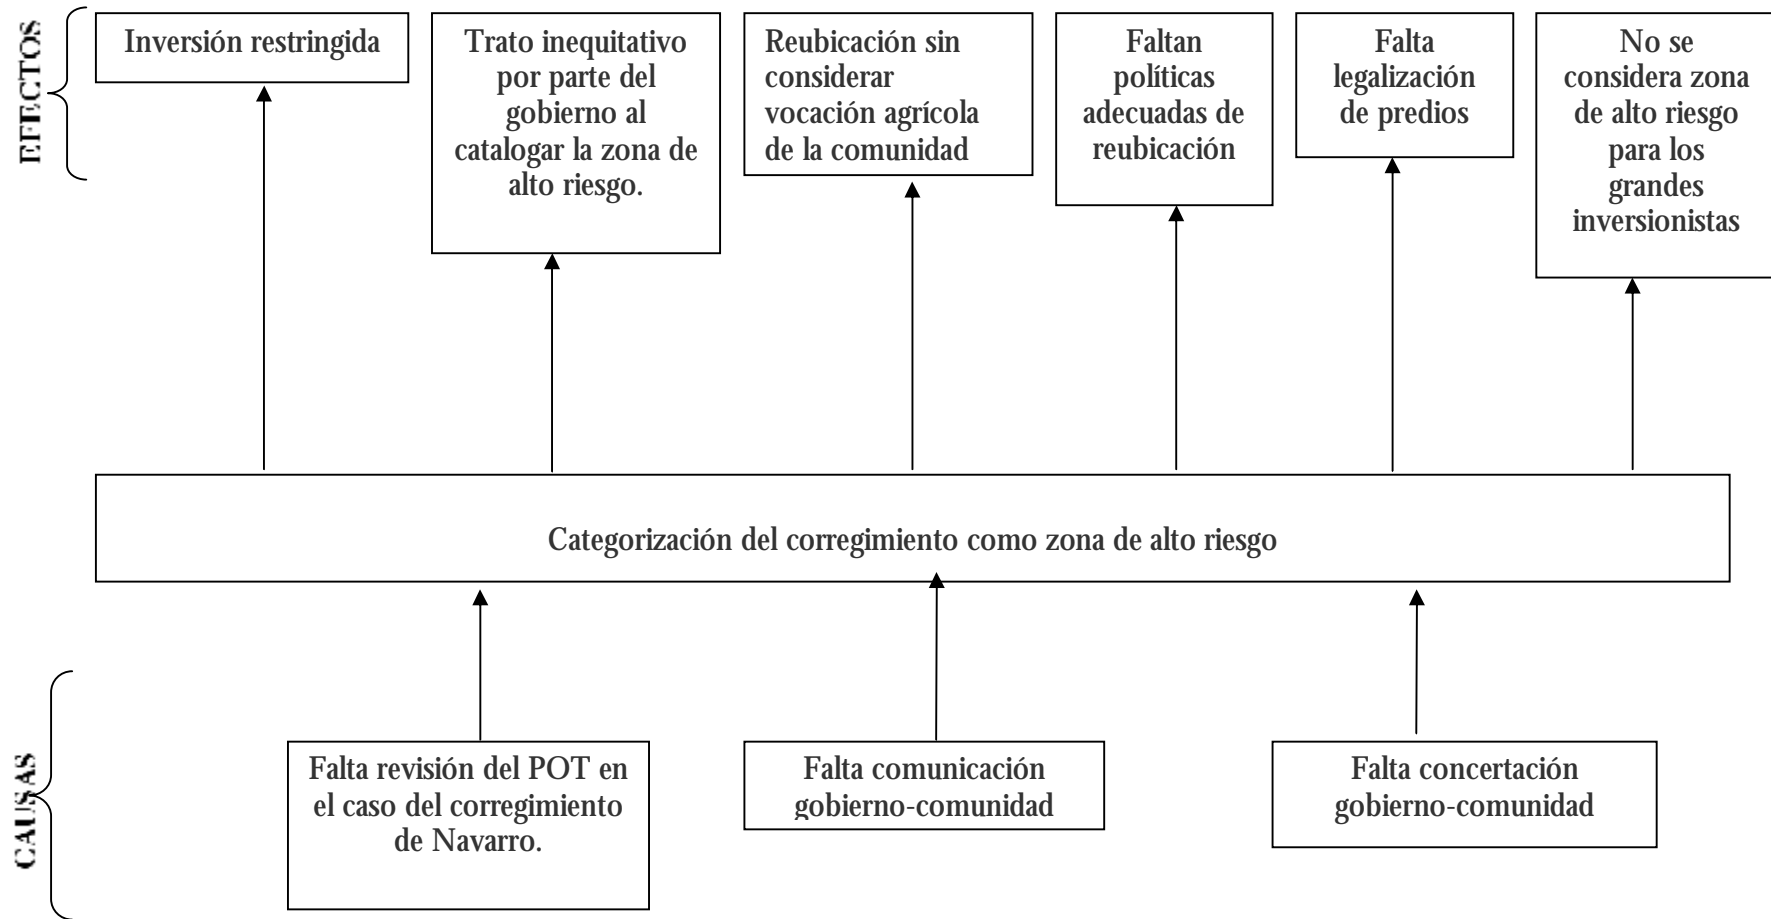 EFECTOS
Inversión restringida
Trato inequitativo
por parte del
gobierno al
catalogar la zona de
alto riesgo.
Reubicación sin
considerar
vocación agrícola
de la comunidad
Faltan
políticas
adecuadas de
reubicación
Falta
legalización
de predios
No se
considera zona
de alto riesgo
para los
grandes
inversionistas
Categorización del corregimiento como zona de alto riesgo
CAUSAS
Falta revisión del POT en
el caso del corregimiento
de Navarro.
Falta comunicación
gobierno-comunidad
Falta concertación
gobierno-comunidad